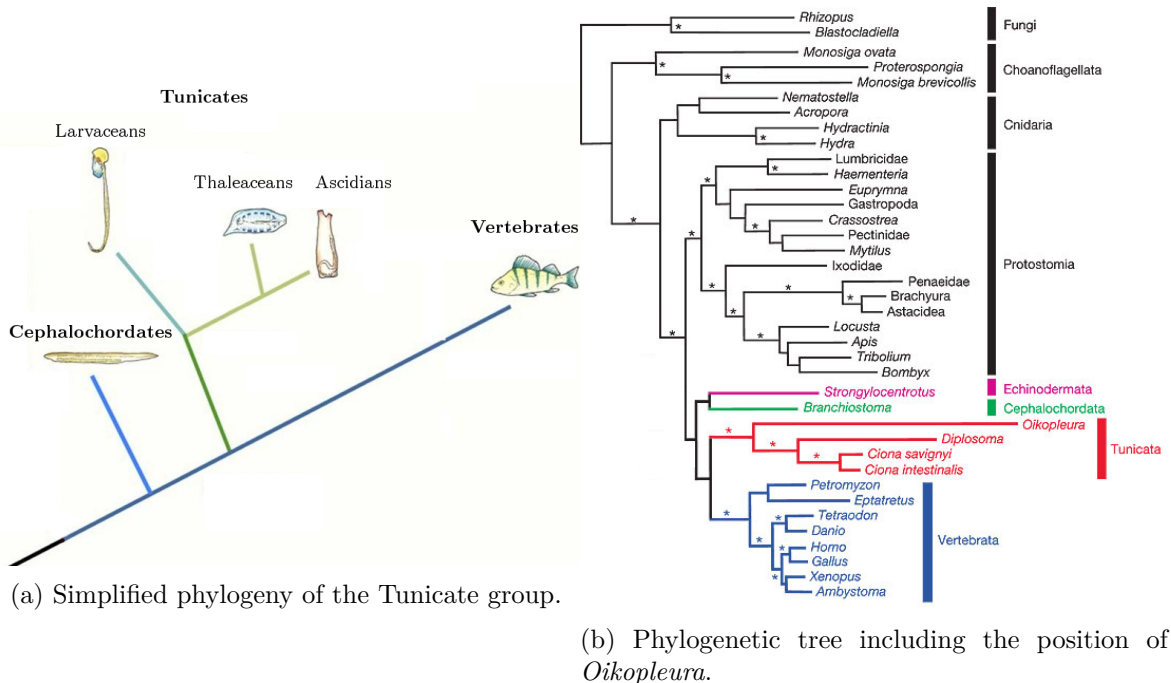 Tunicates
Larvaceans
Thaleaceans
Ascidians
Vertebrates
Cephalochordates
(a) Simplified phylogeny of the Tunicate group.
Rhizopus
Blastocladiella
Fungi
Monosiga ovata
Proterospongia
Monosiga brevicollis
Choanoflagellata
Nematostella
Acropora
Hydractinia
Hydra
Cnidaria
Lumbricidae
Haementeria
Euprymna
Gastropoda
Crassostrea
Pectinidae
Mytilus
Ixodidae
Penaeidae
Brachyura
Astacidea
Locusta
Apis
Tribolium
Bombyx
Protostomia
Strongylocentrotus
Echinodermata
Branchiostoma
Cephalochordata
Oikopleura
Diplosoma
Ciona savignyi
Ciona intestinalis
Tunicata
Petromyzon
Eptatretus
Tetraodon
Danio
Homo
Gallus
Xenopus
Ambystoma
Vertebrata
(b) Phylogenetic tree including the position of
Oikopleura.